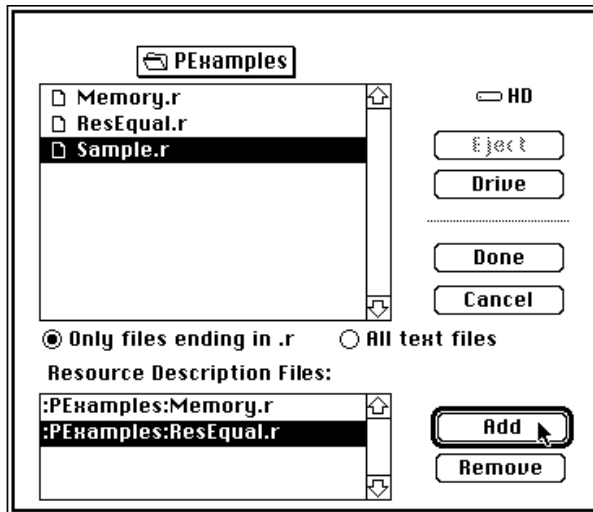 PExamples
Memory.r
ResEqual.r
Sample.r
HD
Eject
Drive
Done
Cancel
Only files ending in .r
All text files
Resource Description Files:
:PExamples:Memory.r
:PExamples:ResEqual.r
Add
Remove